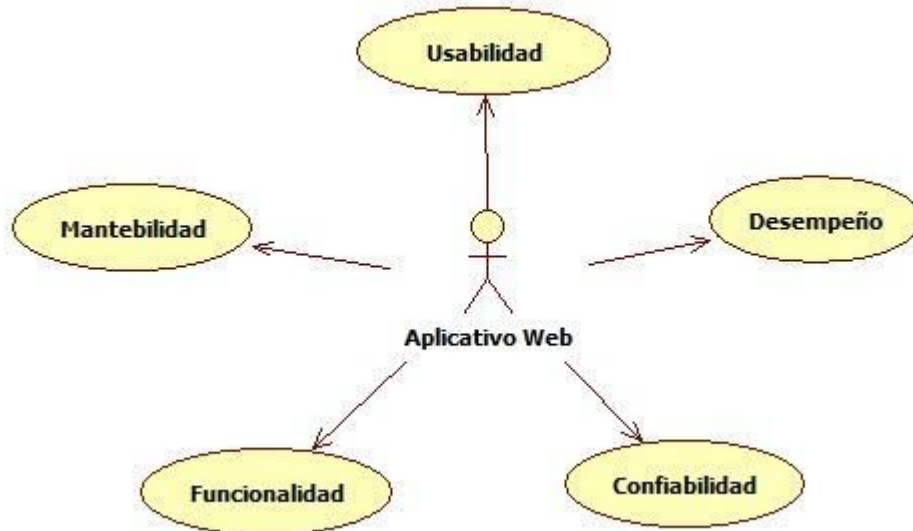 Usabilidad
Mantebilidad
Desempeño
Aplicativo Web
Funcionalidad
Confiabilidad